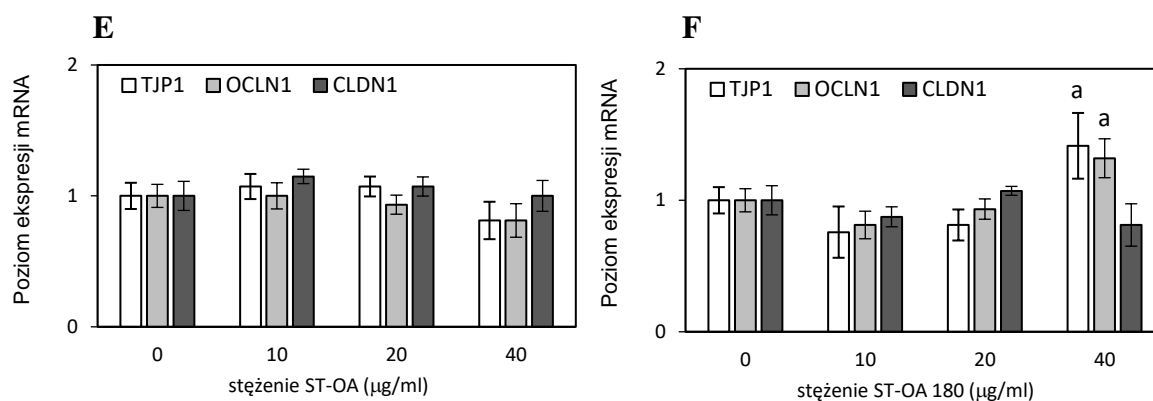 E
2
TJP1 OCLN1 CLDN1
1
0
Poziom ekspresji mRNA
0 10 20 40
stężenie ST-OA (μg/ml)
F
2
TJP1 OCLN1 CLDN1
a a
1
0
Poziom ekspresji mRNA
0 10 20 40
stężenie ST-OA 180 (μg/ml)